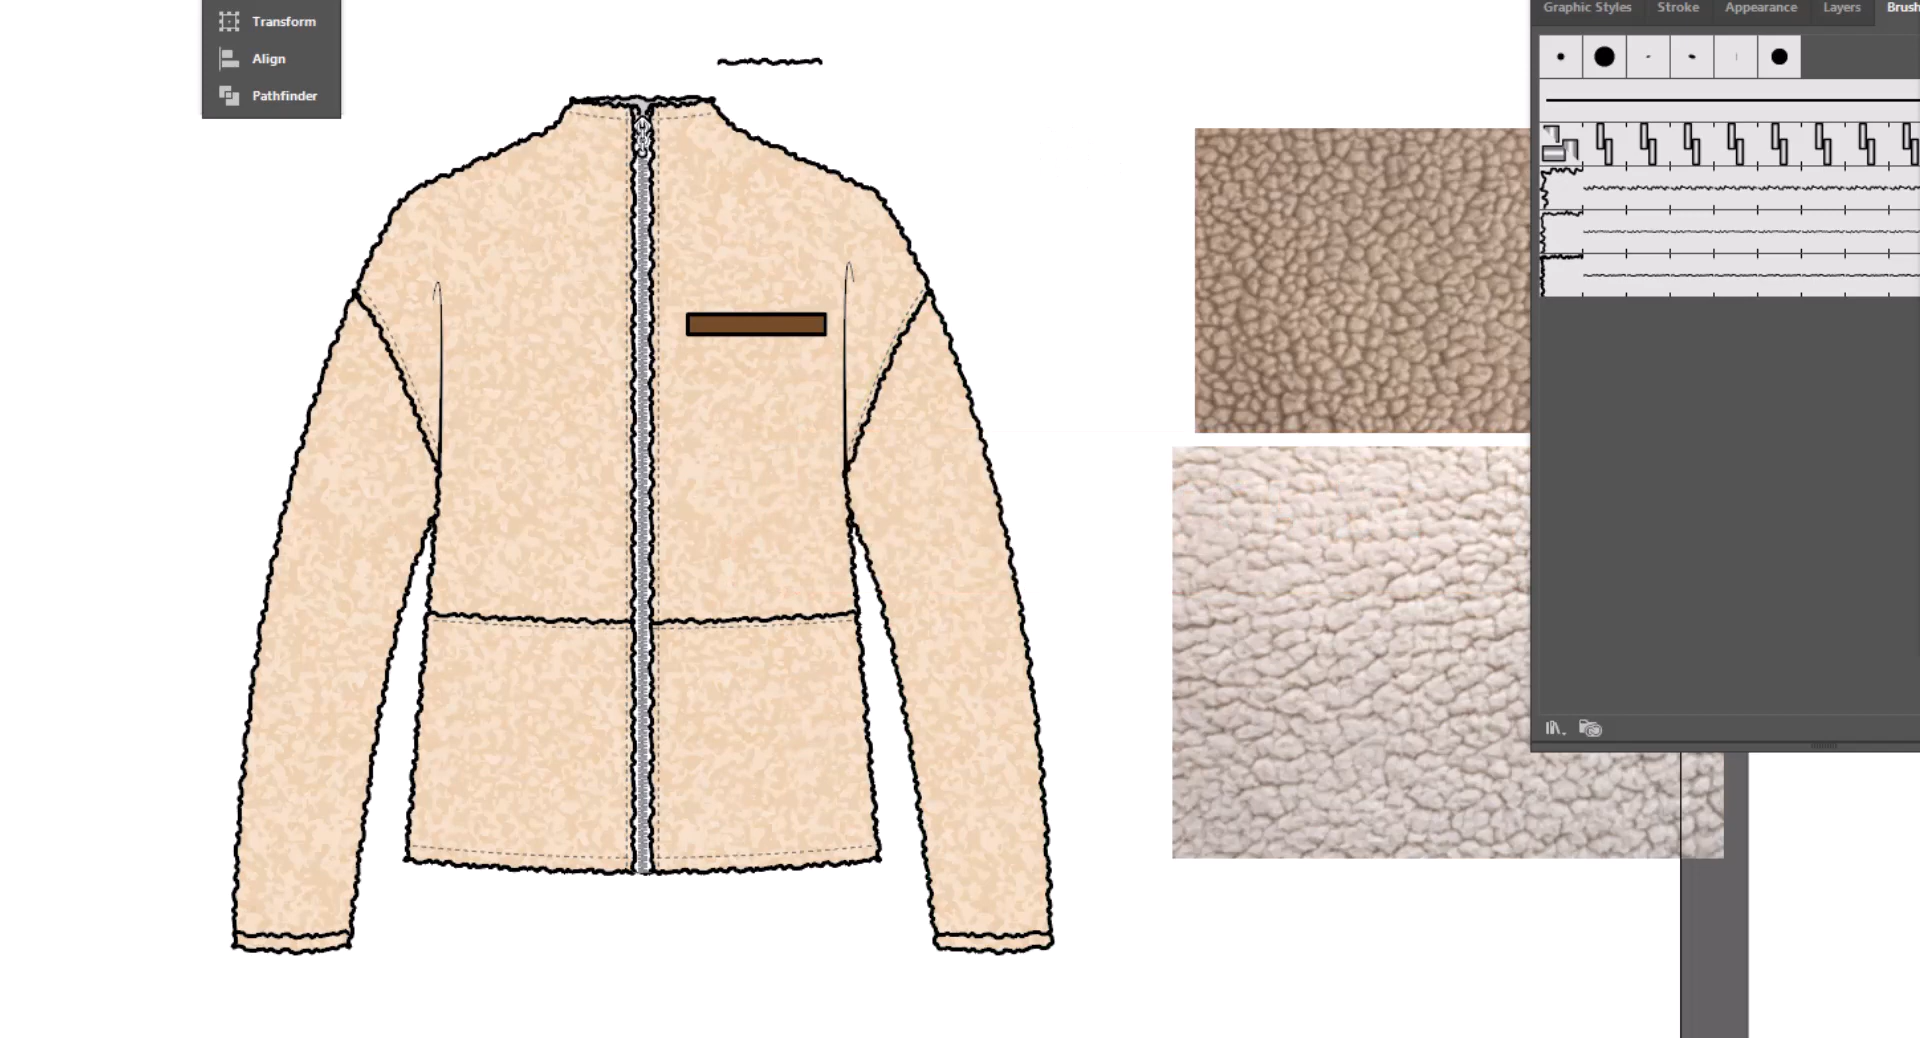 Transform
Align
Pathfinder
Graphic Styles
Stroke
Appearance
Layers
Brush